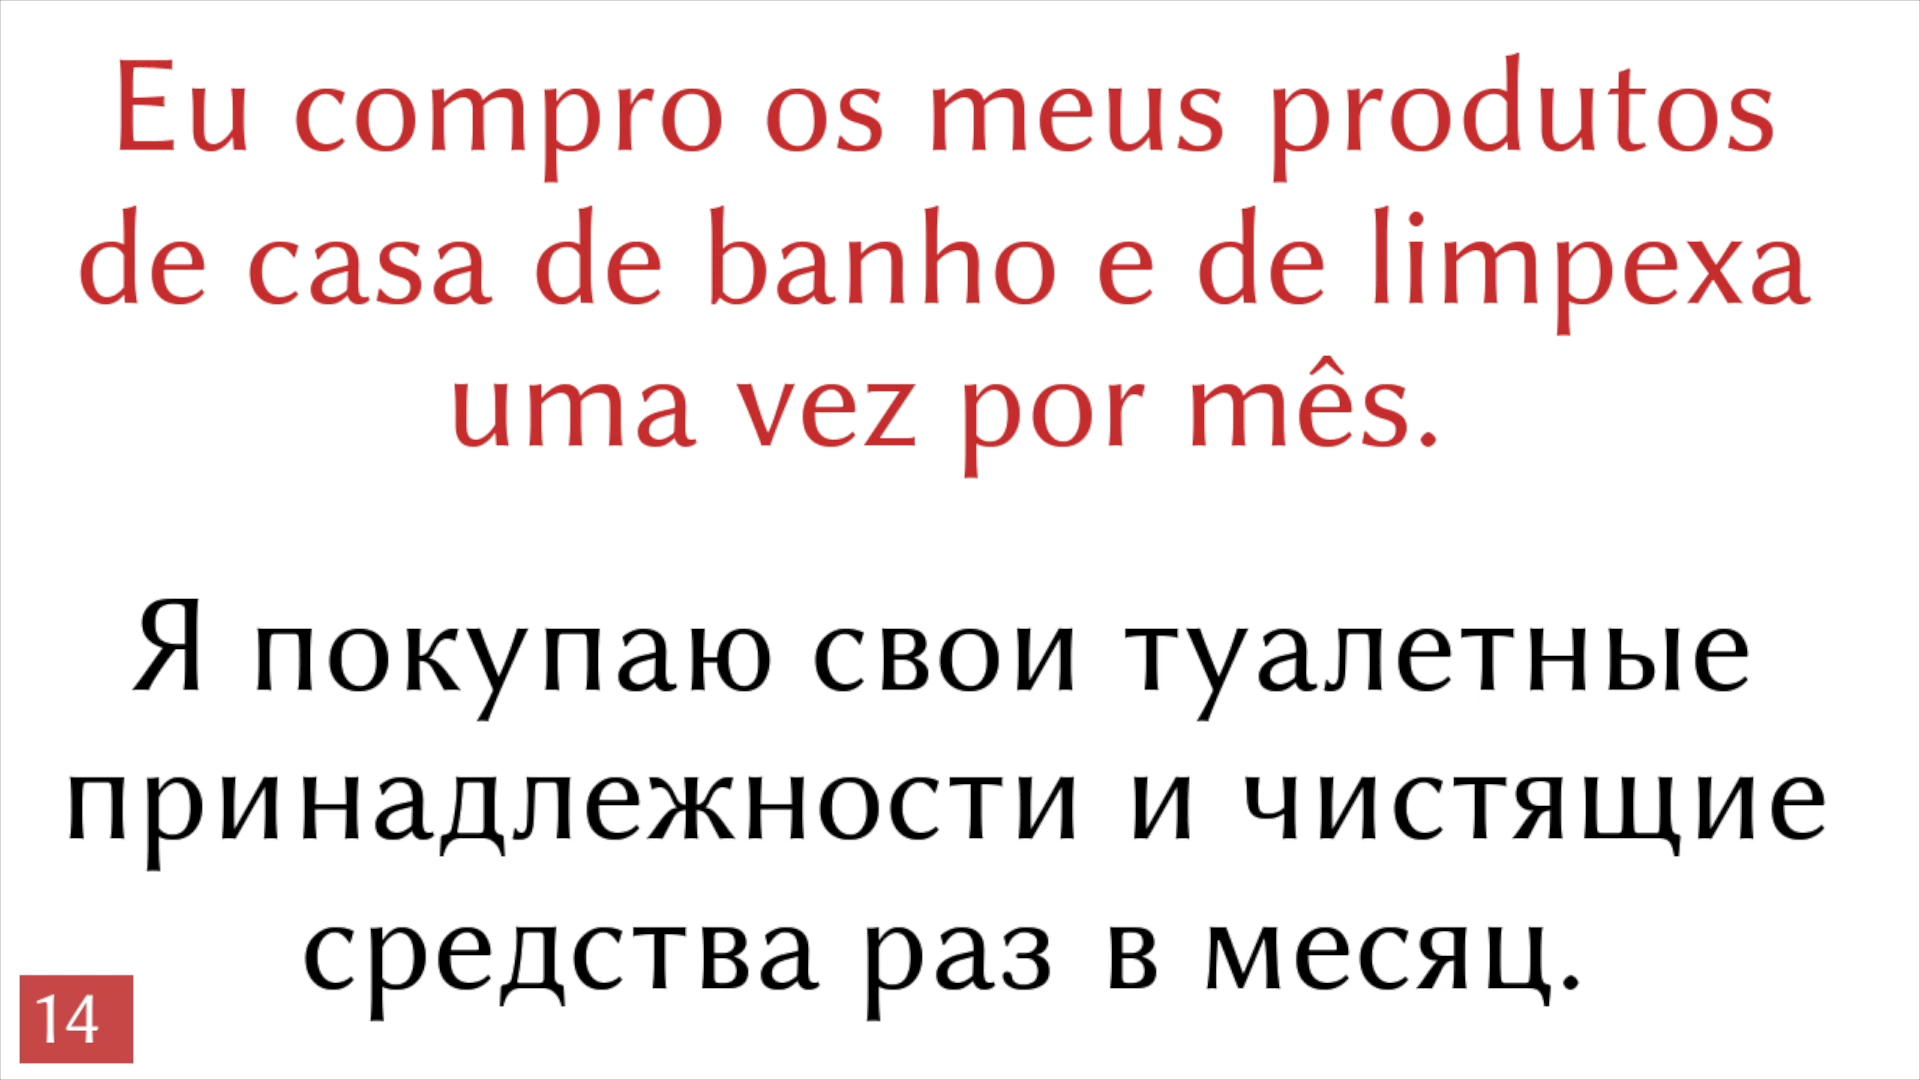 Eu compro os meus produtos
de casa de banho e de limpexa
uma vez por mês.
Я покупаю свои туалетные
принадлежности и чистящие
средства раз в месяц.
14